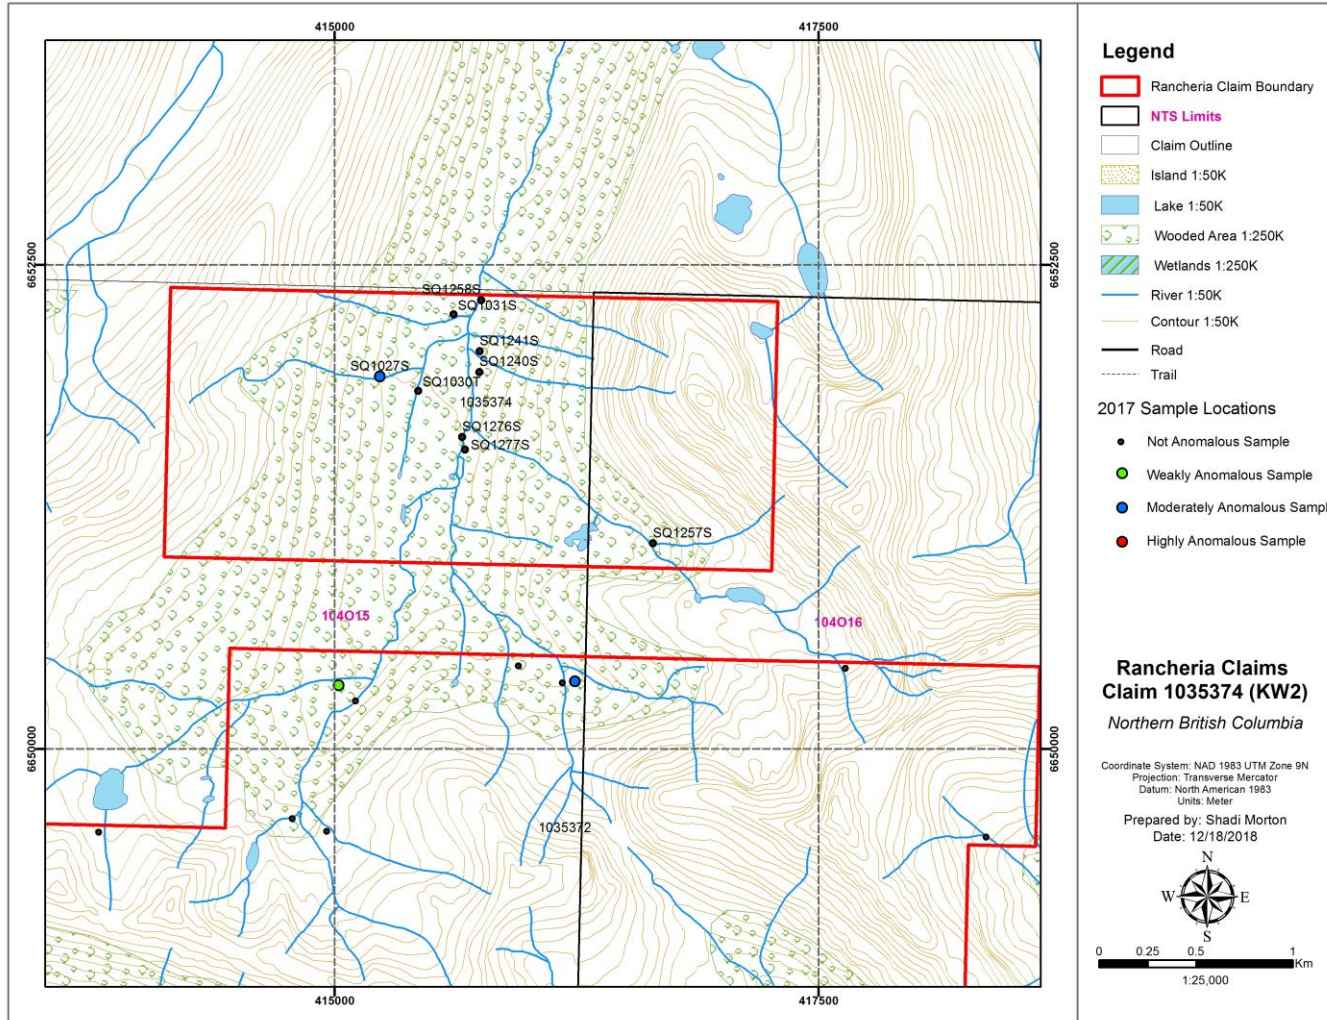 415000
417500
6652500
6652500
SQ1258S
SQ1031S
SQ1241S
SQ1240S
SQ1027S
SQ1030T
1035374
SQ1276S
SQ1277S
SQ1257S
104O15
104O16
6650000
6650000
1035372
415000
417500
Legend
Rancheria Claim Boundary
NTS Limits
Claim Outline
Island 1:50K
Lake 1:50K
Wooded Area 1:250K
Wetlands 1:250K
River 1:50K
Contour 1:50K
Road
Trail
2017 Sample Locations
Not Anomalous Sample
Weakly Anomalous Sample
Moderately Anomalous Sampl
Highly Anomalous Sample
Rancheria Claims
Claim 1035374 (KW2)
Northern British Columbia
Coordinate System: NAD 1983 UTM Zone 9N
Projection: Transverse Mercator
Datum: North American 1983
Units: Meter
Prepared by: Shadi Morton
Date: 12/18/2018
N
W E
S
0 0.25 0.5 1
Km
1:25,000